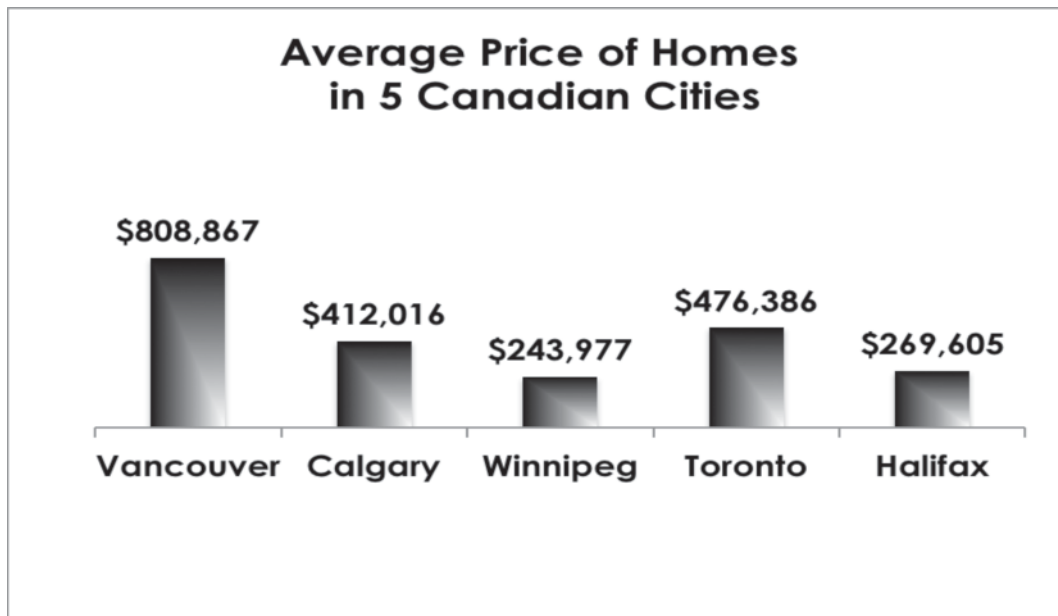 Average Price of Homes
in 5 Canadian Cities
$808,867
$412,016
$243,977
$476,386
$269,605
Vancouver
Calgary
Winnipeg
Toronto
Halifax